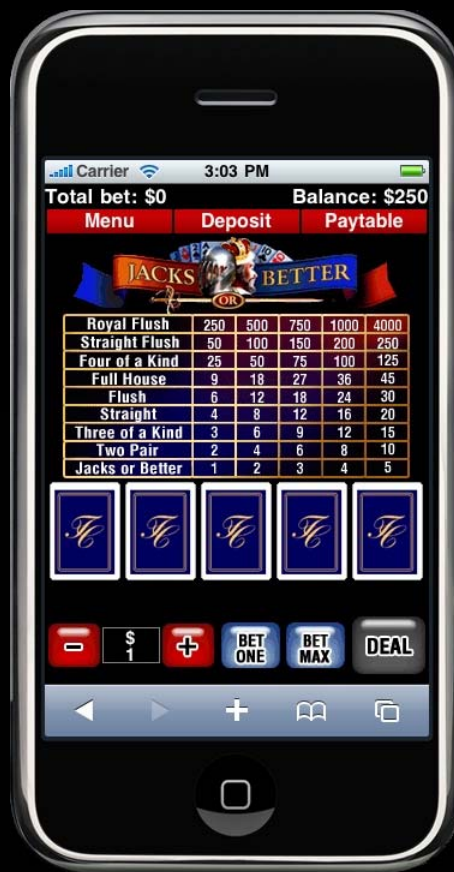 Carrier 3:03 PM
Total bet: $0 Balance: $250
Menu Deposit Paytable
JACKS OR BETTER
Royal Flush 250 500 750 1000 4000
Straight Flush 50 100 150 200 250
Four of a Kind 25 50 75 100 125
Full House 9 18 27 36 45
Flush 6 12 18 24 30
Straight 4 8 12 16 20
Three of a Kind 3 6 9 12 15
Two Pair 2 4 6 8 10
Jacks or Better 1 2 3 4 5
- $ + BET BET DEAL
1 ONE MAX